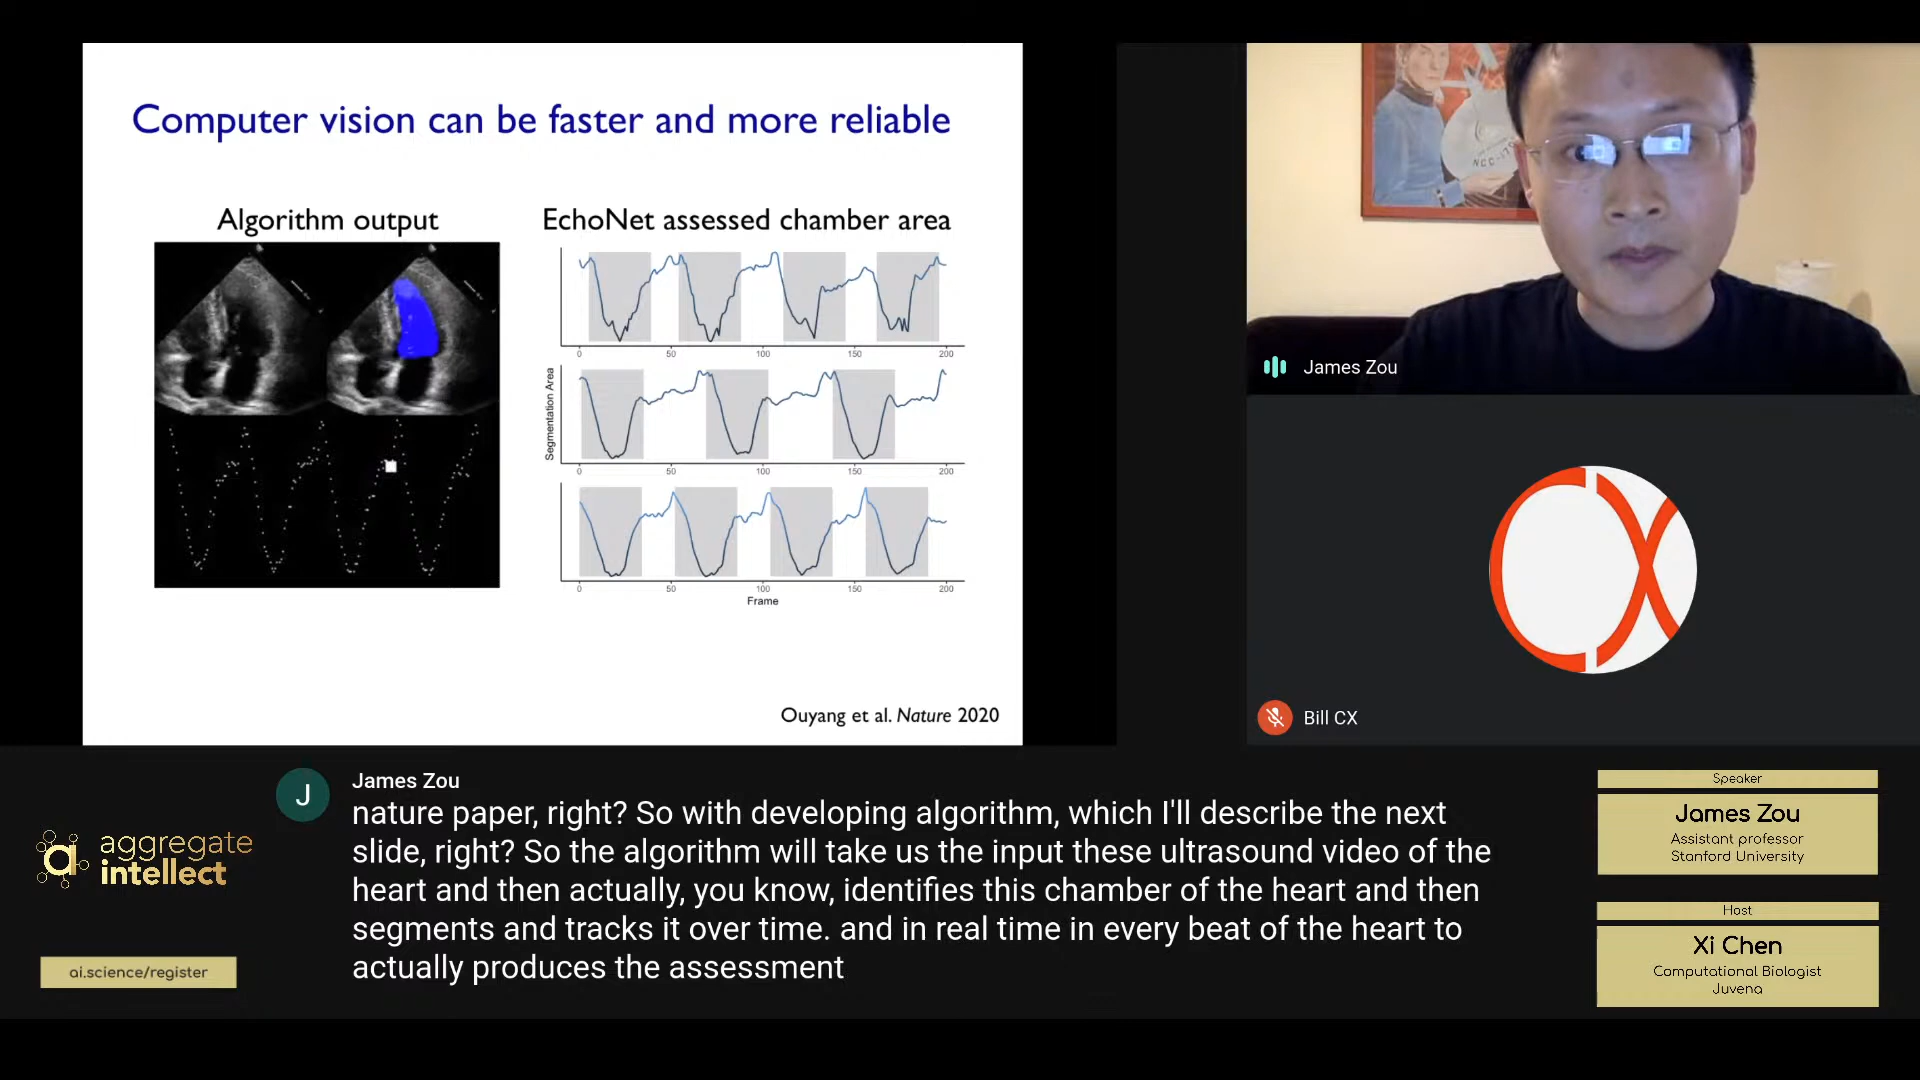 Computer vision can be faster and more reliable
Algorithm output
EchoNet assessed chamber area
0 50 100 150 200
Segmentation Area
0 50 100 150 200
0 50 100 150 200
Frame
Ouyang et al. Nature 2020
NCC-170
James Zou
Bill CX
J
James Zou
nature paper, right? So with developing algorithm, which I'll describe the next
slide, right? So the algorithm will take us the input these ultrasound video of the
heart and then actually, you know, identifies this chamber of the heart and then
segments and tracks it over time. and in real time in every beat of the heart to
actually produces the assessment
aggregate
intellect
ai.science/register
Speaker
James Zou
Assistant professor
Stanford University
Host
Xi Chen
Computational Biologist
Juvena